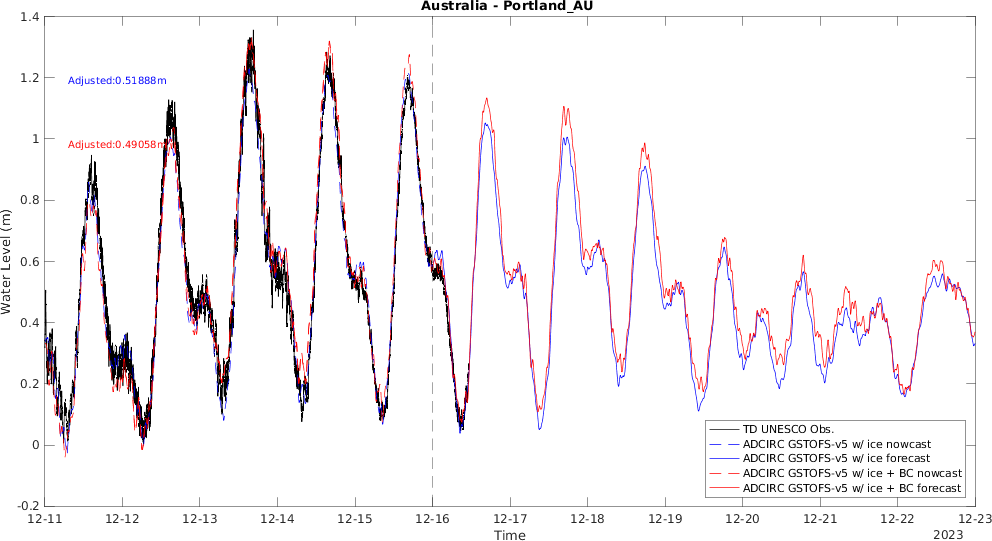 Australia - Portland_AU
1.4
1.2
1
0.8
0.6
0.4
0.2
0
-0.2
Water Level (m)
Adjusted:0.51888m
Adjusted:0.49058m
TD UNESCO Obs.
ADCIRC GSTOFS-v5 w/ ice nowcast
ADCIRC GSTOFS-v5 w/ ice forecast
ADCIRC GSTOFS-v5 w/ ice + BC nowcast
ADCIRC GSTOFS-v5 w/ ice + BC forecast
12-11 12-12 12-13 12-14 12-15 12-16 12-17 12-18 12-19 12-20 12-21 12-22 12-23
Time
2023